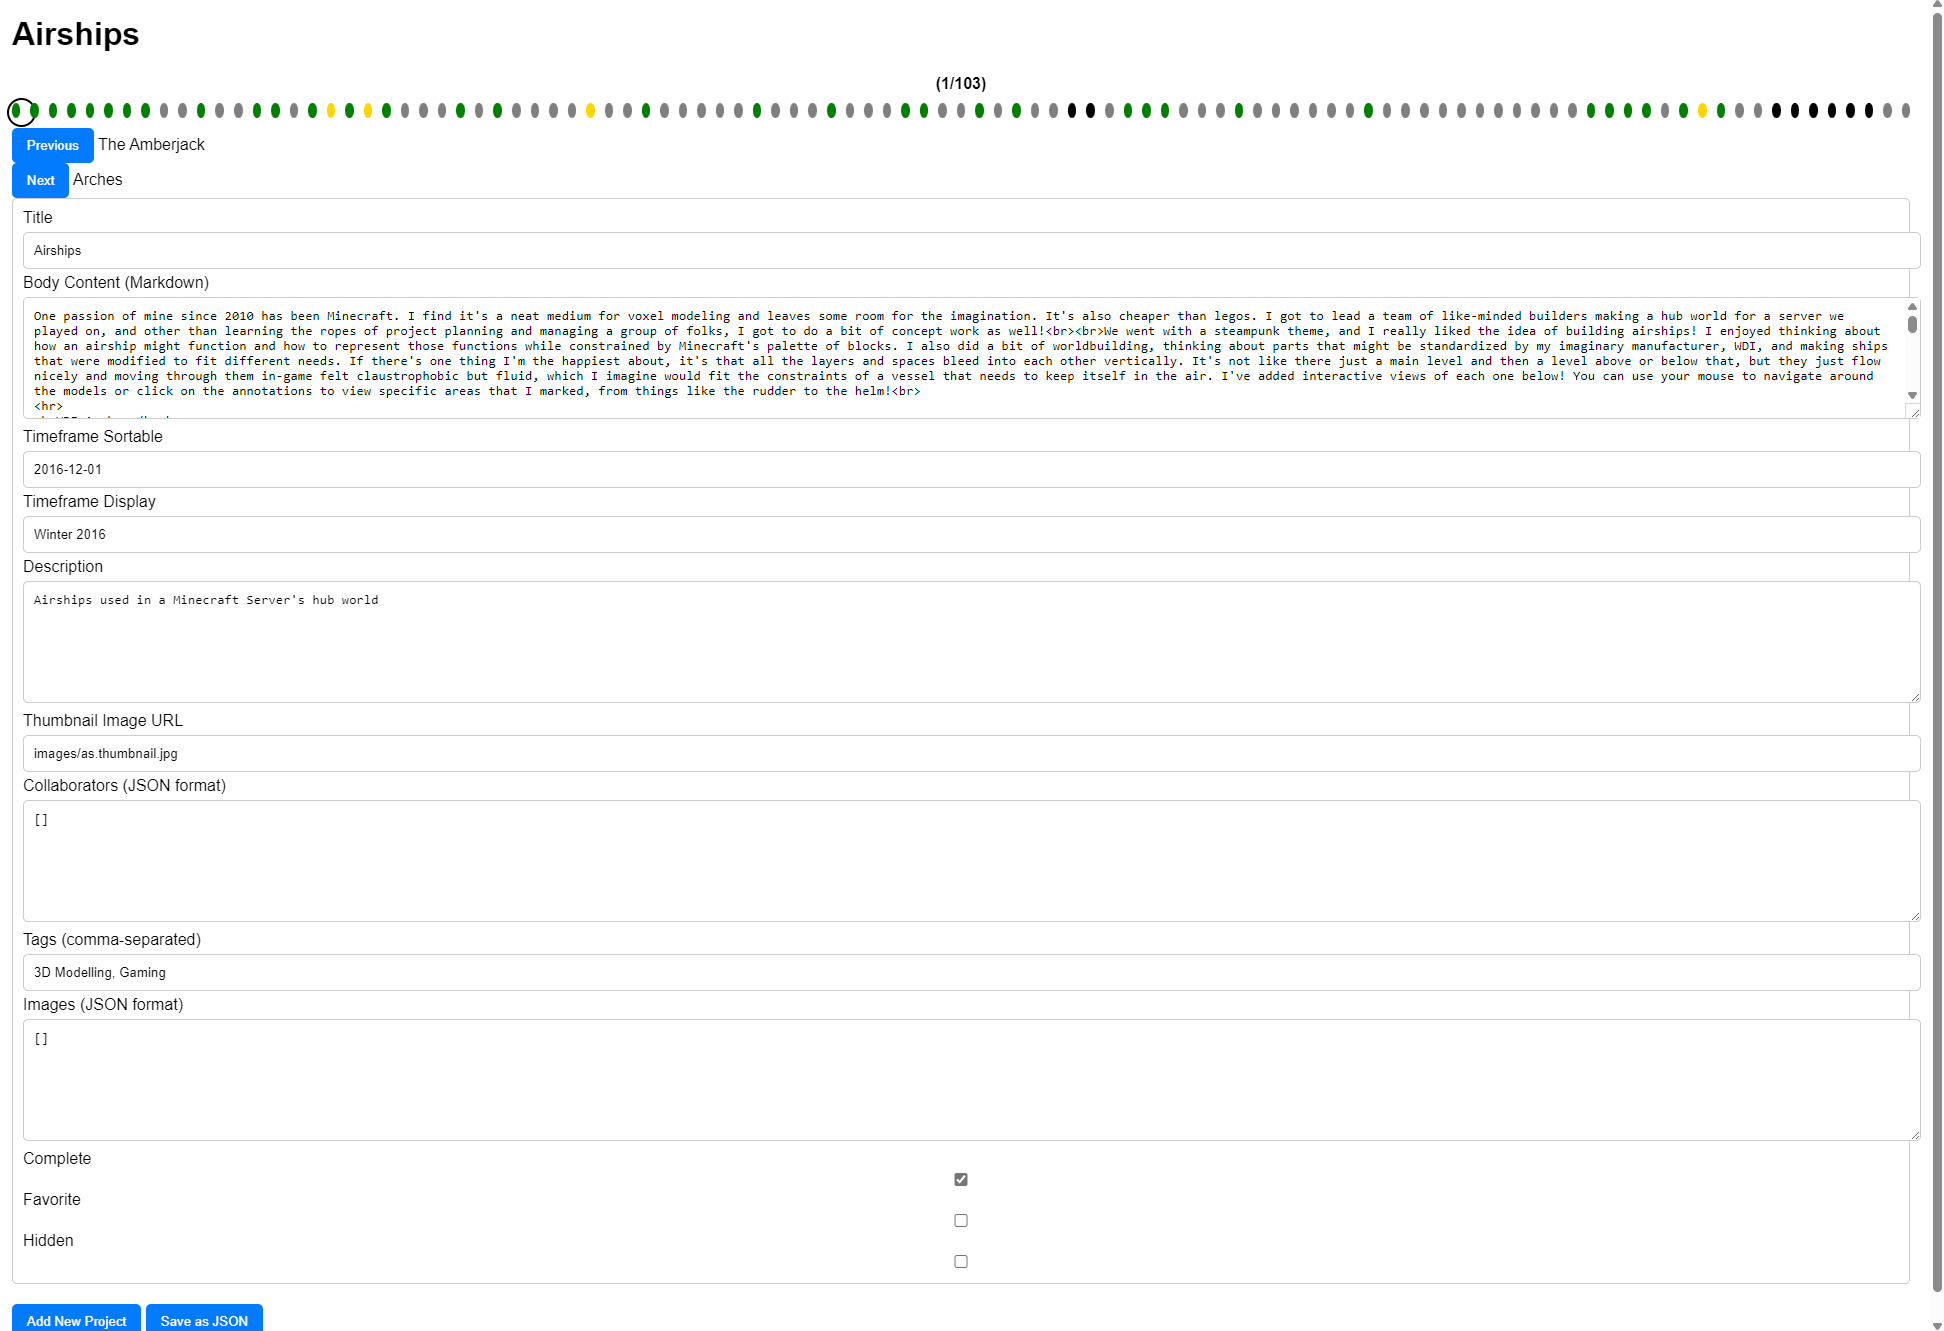 Airships
(1/103)
Previous The Amberjack
Next Arches
Title
Airships
Body Content (Markdown)
One passion of mine since 2010 has been Minecraft. I find it's a neat medium for voxel modeling and leaves some room for the imagination. It's also cheaper than legos. I got to lead a team of like-minded builders making a hub world for a server we
played on, and other than learning the ropes of project planning and managing a group of folks, I got to do a bit of concept work as well!<br><br>We went with a steampunk theme, and I really liked the idea of building airships! I enjoyed thinking about
how an airship might function and how to represent those functions while constrained by Minecraft's palette of blocks. I also did a bit of worldbuilding, thinking about parts that might be standardized by my imaginary manufacturer, WDI, and making ships
that were modified to fit different needs. If there's one thing I'm the happiest about, it's that all the layers and spaces bleed into each other vertically. It's not like there just a main level and then a level above or below that, but they just flow
nicely and moving through them in-game felt claustrophobic but fluid, which I imagine would fit the constraints of a vessel that needs to keep itself in the air. I've added interactive views of each one below! You can use your mouse to navigate around
the models or click on the annotations to view specific areas that I marked, from things like the rudder to the helm!<br>
<hr>
Timeframe Sortable
2016-12-01
Timeframe Display
Winter 2016
Description
Airships used in a Minecraft Server's hub world
Thumbnail Image URL
images/as.thumbnail.jpg
Collaborators (JSON format)
[]
Tags (comma-separated)
3D Modelling, Gaming
Images (JSON format)
[]
Complete
Favorite
Hidden
Add New Project Save as JSON